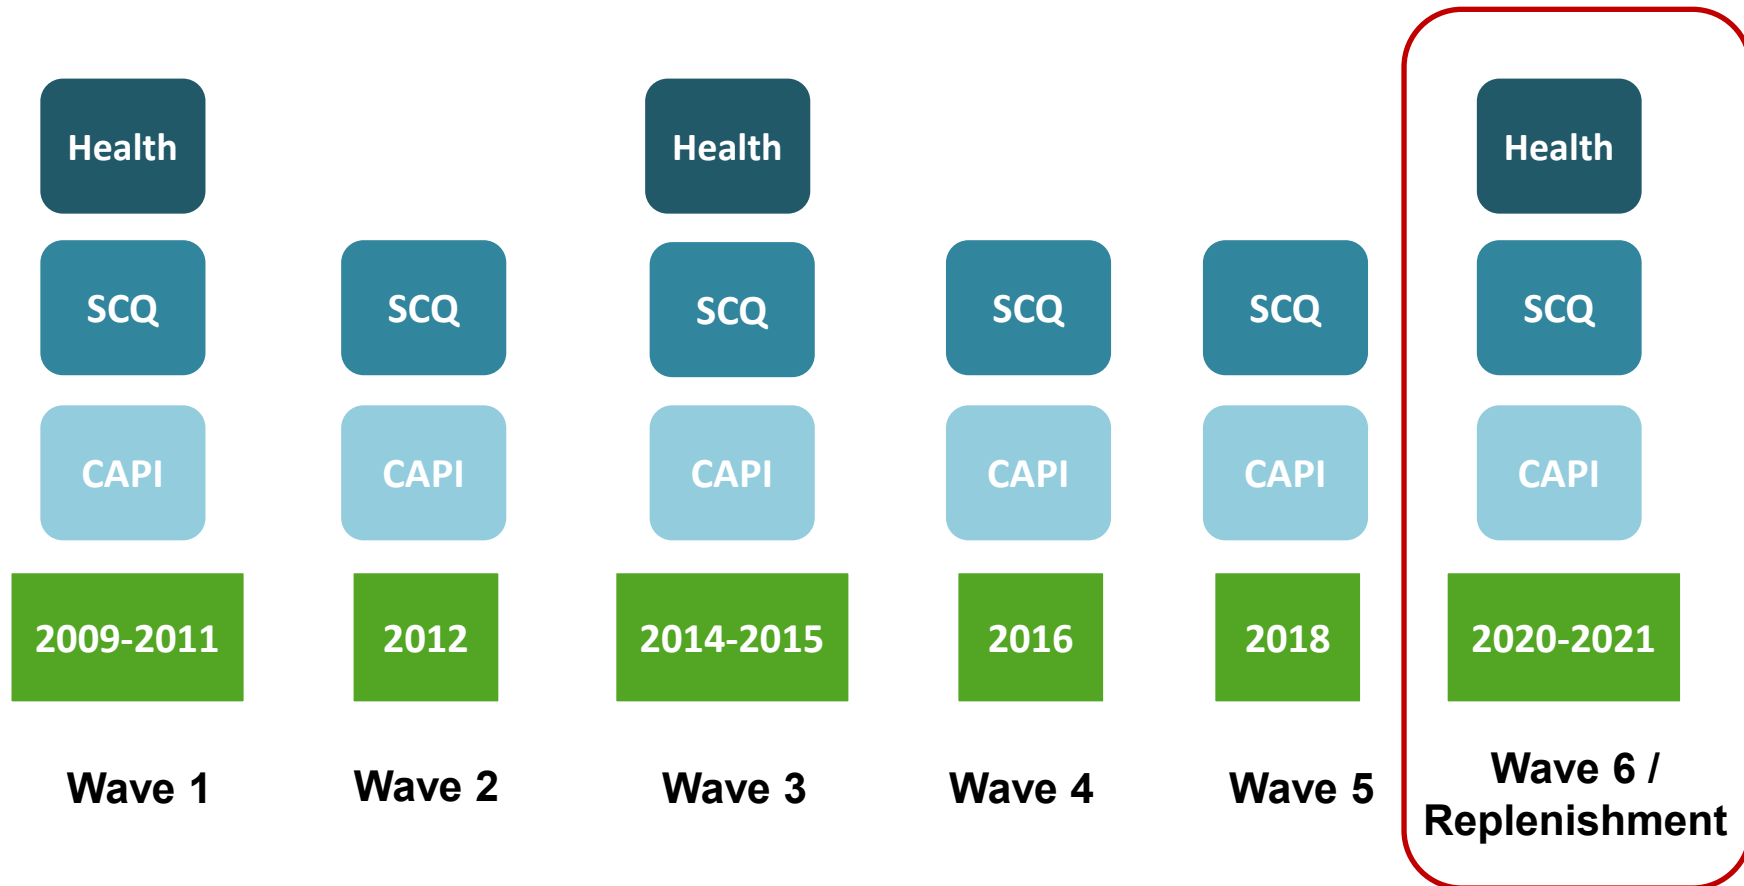 Health
Health
Health
SCQ
SCQ
SCQ
SCQ
SCQ
SCQ
CAPI
CAPI
CAPI
CAPI
CAPI
CAPI
2009-2011
2012
2014-2015
2016
2018
2020-2021
Wave 1
Wave 2
Wave 3
Wave 4
Wave 5
Wave 6 /
Replenishment